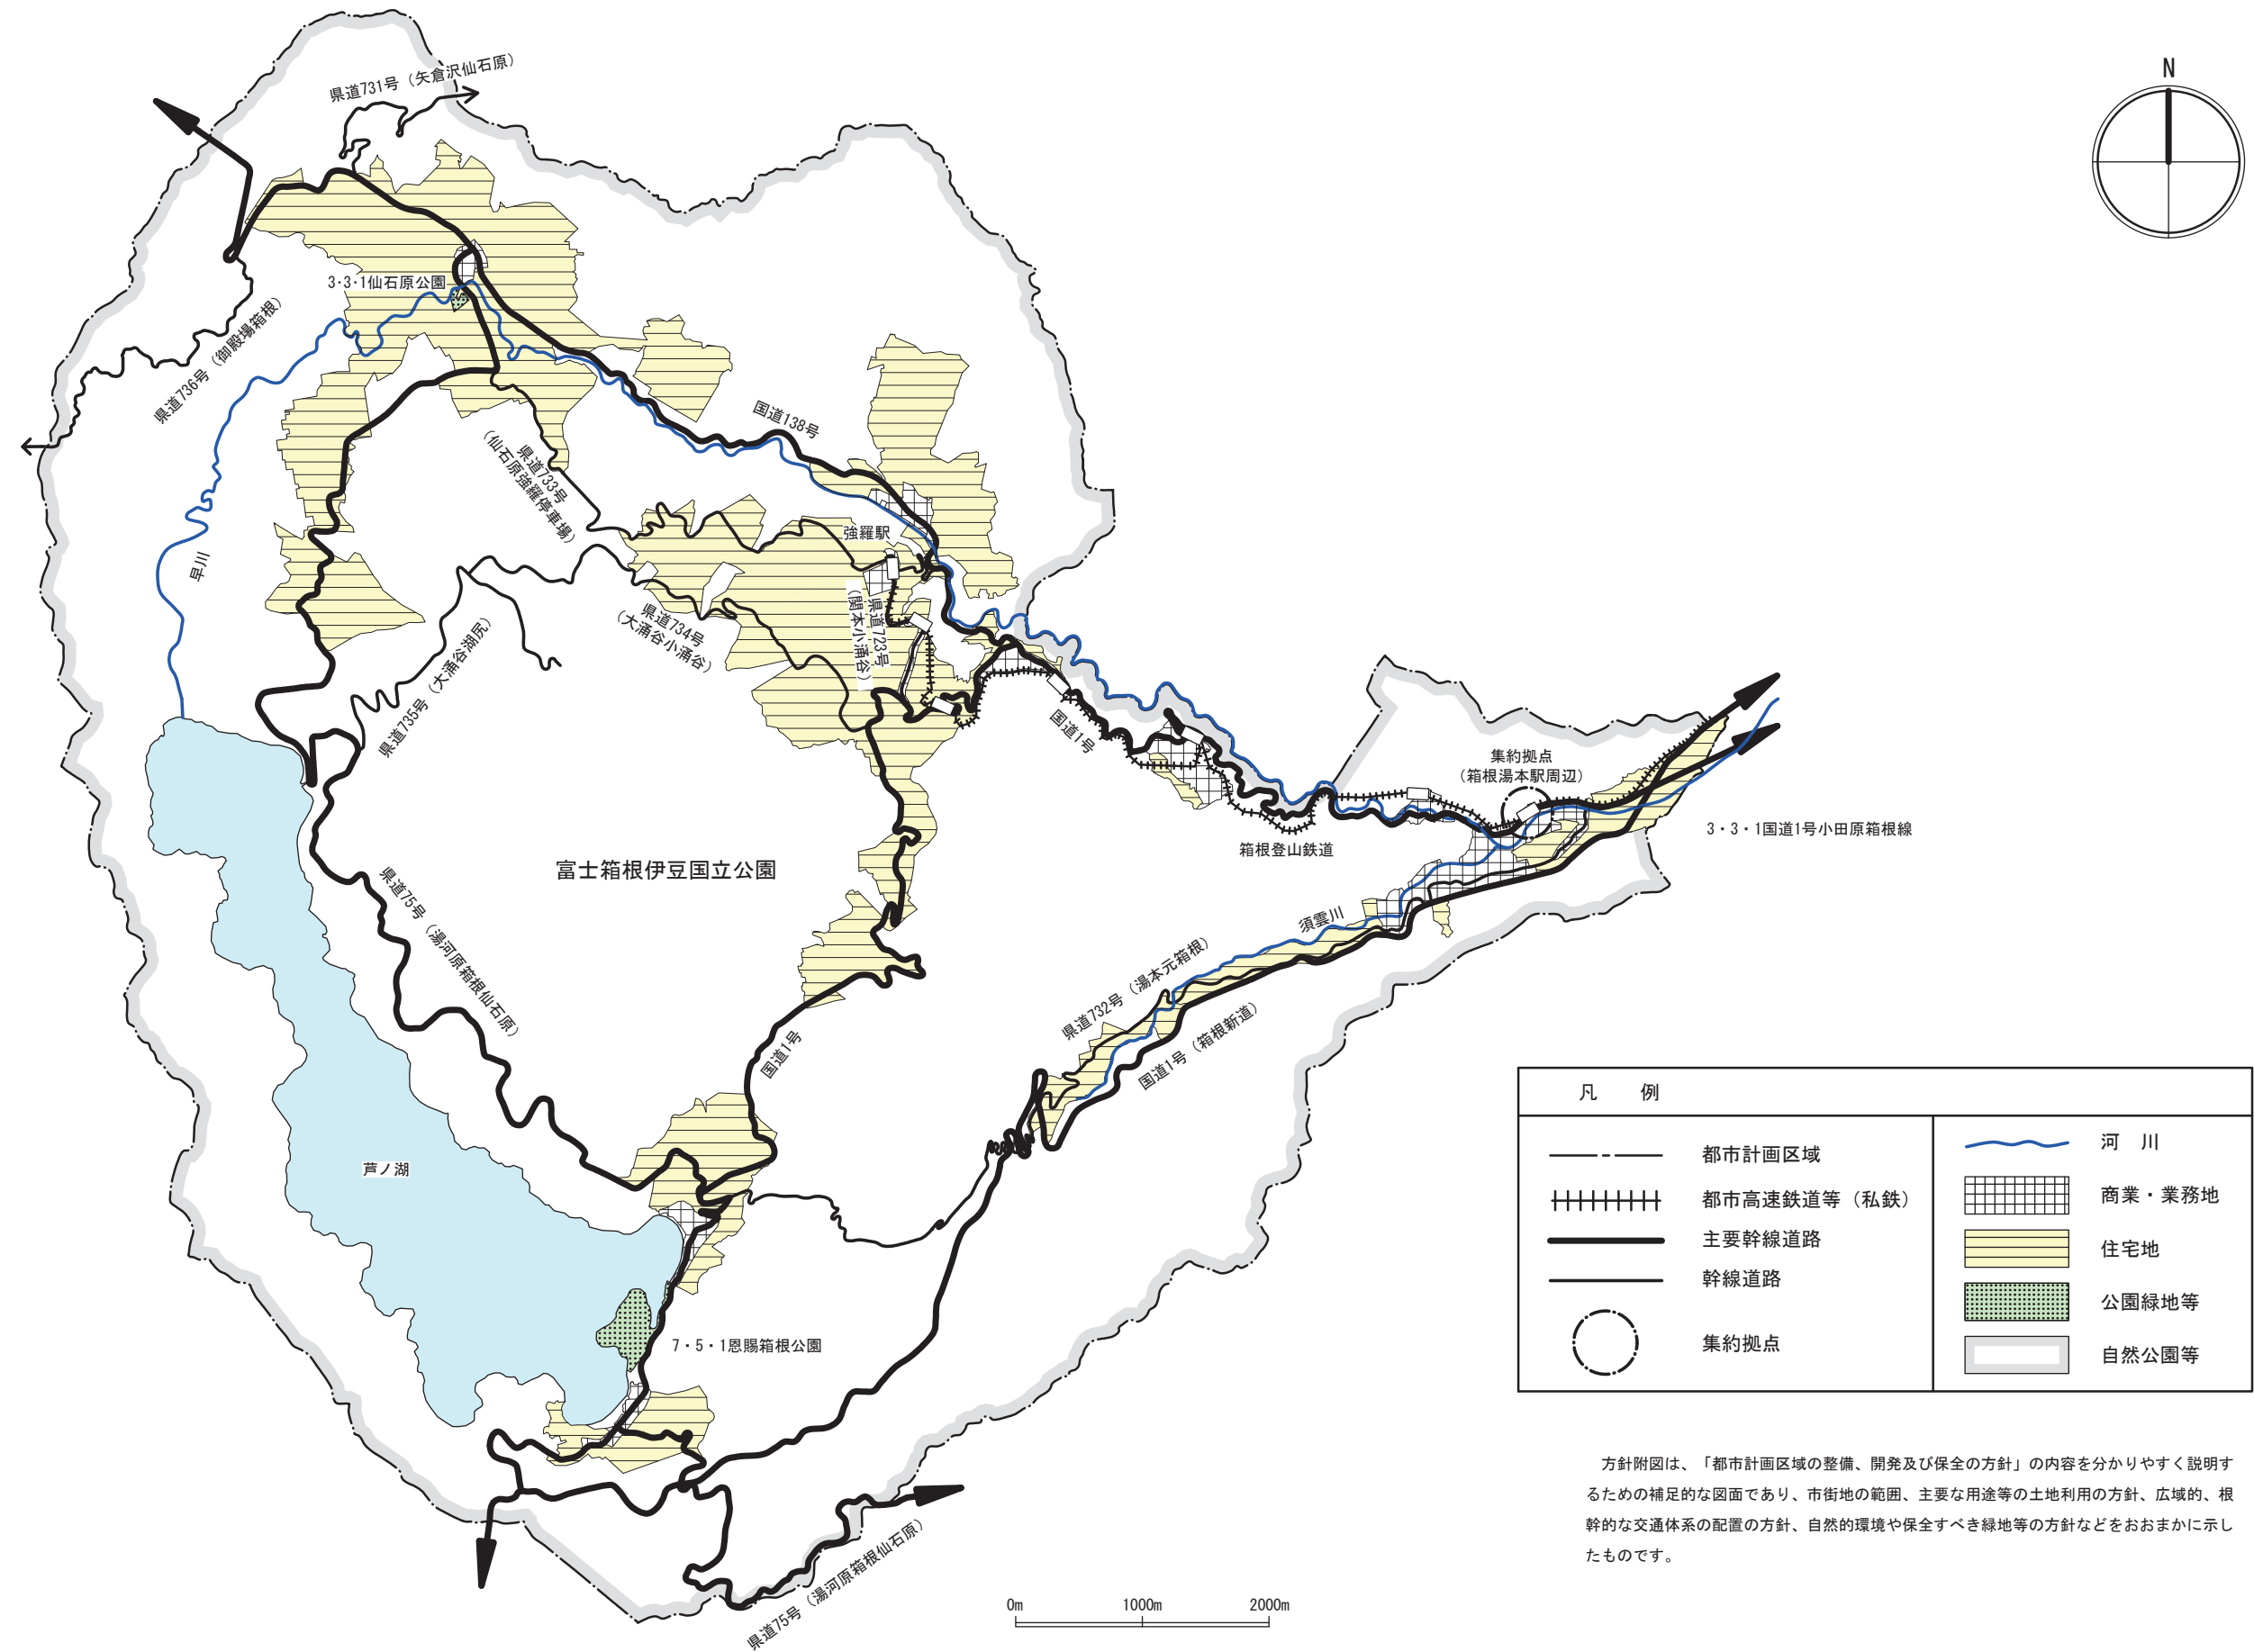 N
県道731号（矢倉沢仙石原）
3・3・1仙石原公園
県道736号（御殿場箱根）
国道138号
県道733号
（仙石原強羅停車場）
強羅駅
早川
県道734号
（大涌谷小涌谷）
県道723号
（関本小涌谷）
県道735号（大涌谷湖尻）
国道1号
集約拠点
（箱根湯本駅周辺）
3・3・1国道1号小田原箱根線
箱根登山鉄道
富士箱根伊豆国立公園
県道75号（湯河原箱根仙石原）
須雲川
県道732号（湯本元箱根）
国道1号（箱根新道）
国道1号
芦ノ湖
7・5・1恩賜箱根公園
県道75号（湯河原箱根仙石原）
0m
1000m
2000m
凡　例
都市計画区域
都市高速鉄道等（私鉄）
主要幹線道路
幹線道路
集約拠点
河　川
商業・業務地
住宅地
公園緑地等
自然公園等
方針附図は、「都市計画区域の整備、開発及び保全の方針」の内容を分かりやすく説明す
るための補足的な図面であり、市街地の範囲、主要な用途等の土地利用の方針、広域的、根
幹的な交通体系の配置の方針、自然的環境や保全すべき緑地等の方針などをおおまかに示し
たものです。